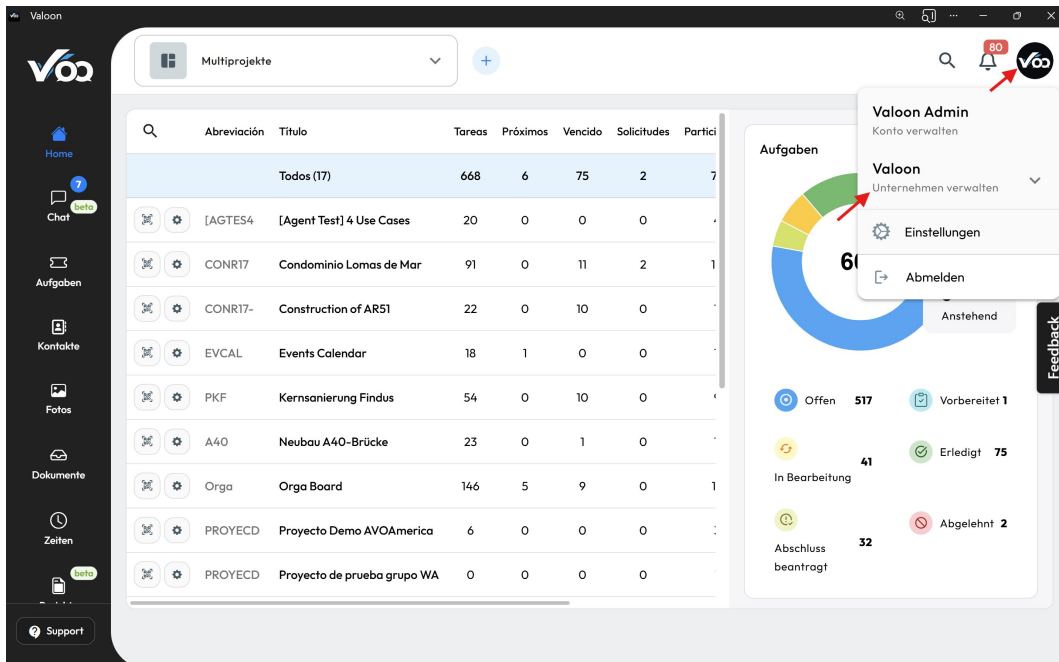 Valoon
VOO
Multiprojekte
80
VOO
Home
7
Chat
beta
Aufgaben
Kontakte
Fotos
Dokumente
Zeiten
beta
Support
Abreviación Título Tareas Próximos Vencido Solicitudes Partici
Todos (17) 668 6 75 2 7
[AGTES4 [Agent Test] 4 Use Cases 20 0 0 0
CONR17 Condominio Lomas de Mar 91 0 11 2 1
CONR17- Construction of AR51 22 0 10 0
EVCAL Events Calendar 18 1 0 0
PKF Kernsanierung Findus 54 0 10 0
A40 Neubau A40-Brücke 23 0 1 0
Orga Orga Board 146 5 9 0 1
PROYECD Proyecto Demo AVOAmerica 6 0 0 0
PROYECD Proyecto de prueba grupo WA 0 0 0 0
Aufgaben
Valoon Admin
Konto verwalten
Valoon
Unternehmen verwalten
Einstellungen
Abmelden
Anstehend
Feedback
Offen 517
Vorbereitet 1
In Bearbeitung 41
Erledigt 75
Abschluss
beantragt 32
Abgelehnt 2